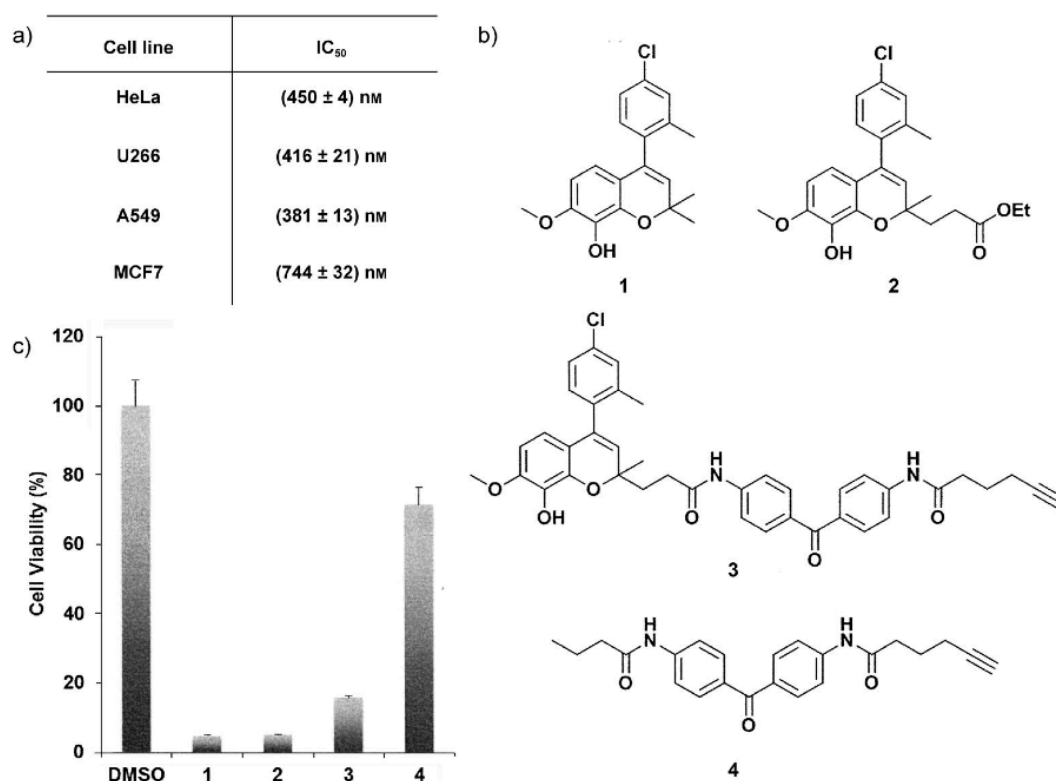 a)
Cell line IC50
HeLa (450 ± 4) nM
U266 (416 ± 21) nM
A549 (381 ± 13) nM
MCF7 (744 ± 32) nM
b)
Cl
O
O
OH
1
Cl
O
O
OH
OEt
O
2
c)
Cell Viability (%)
120
100
80
60
40
20
0
DMSO 1 2 3 4
Cl
O
O
OH
H
N
O
O
H
N
O
3
H
N
O
O
H
N
O
4